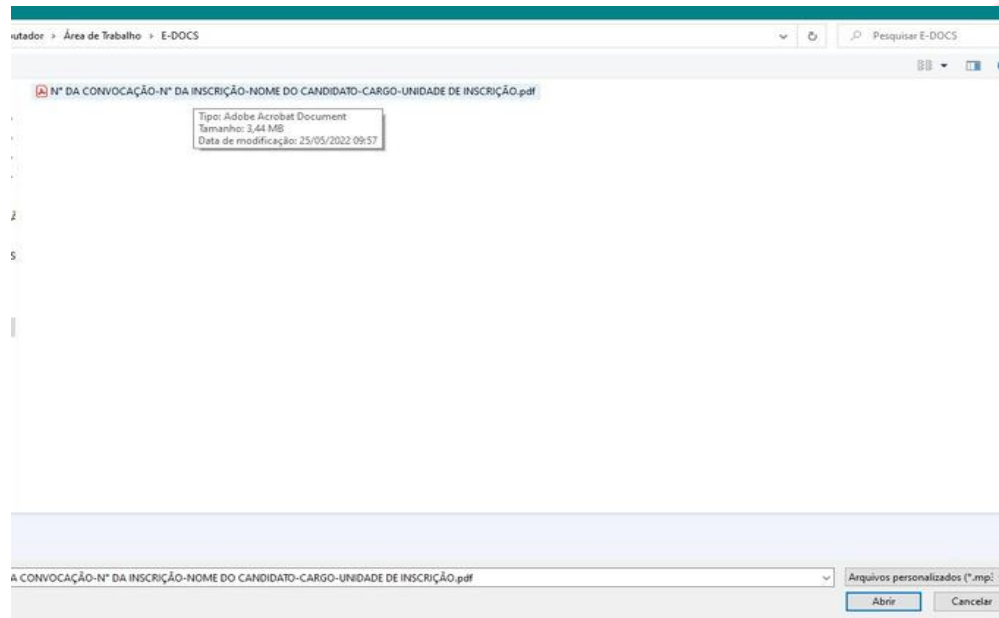 utador > Área de Trabalho > E-DOCS
Pesquisar E-DOCS
N° DA CONVOCAÇÃO-N° DA INSCRIÇÃO-NOME DO CANDIDATO-CARGO-UNIDADE DE INSCRIÇÃO.pdf
Tipo: Adobe Acrobat Document
Tamanho: 3,44 MB
Data de modificação: 25/05/2022 09:57
S
A CONVOCAÇÃO-N° DA INSCRIÇÃO-NOME DO CANDIDATO-CARGO-UNIDADE DE INSCRIÇÃO.pdf
Arquivos personalizados (*.mp
Abrir
Cancelar